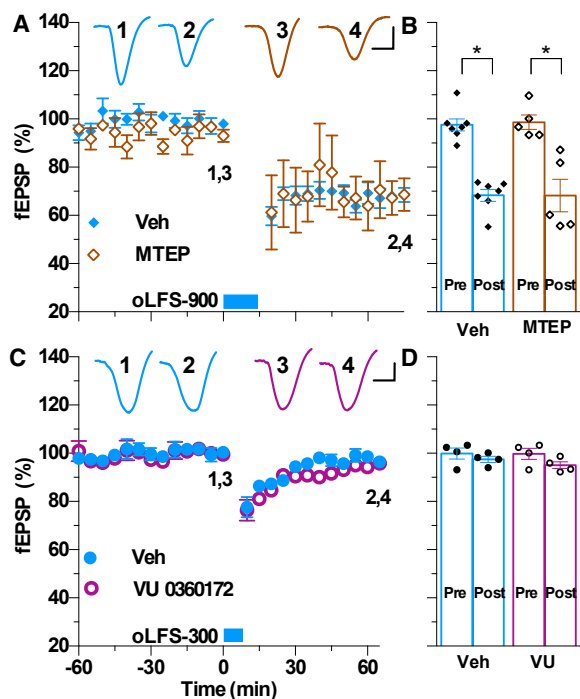 A
B
1
2
3
4
* *
140
120
100
80
60
40
20
fEPSP (%)
1,3
2,4
Veh
MTEP
oLFS-900
Pre Post Pre Post
Veh MTEP
C
D
1
2
3
4
140
120
100
80
60
40
20
fEPSP (%)
1,3
2,4
Veh
VU 0360172
oLFS-300
Pre Post Pre Post
-60 -30 0 30 60
Time (min)
Veh VU